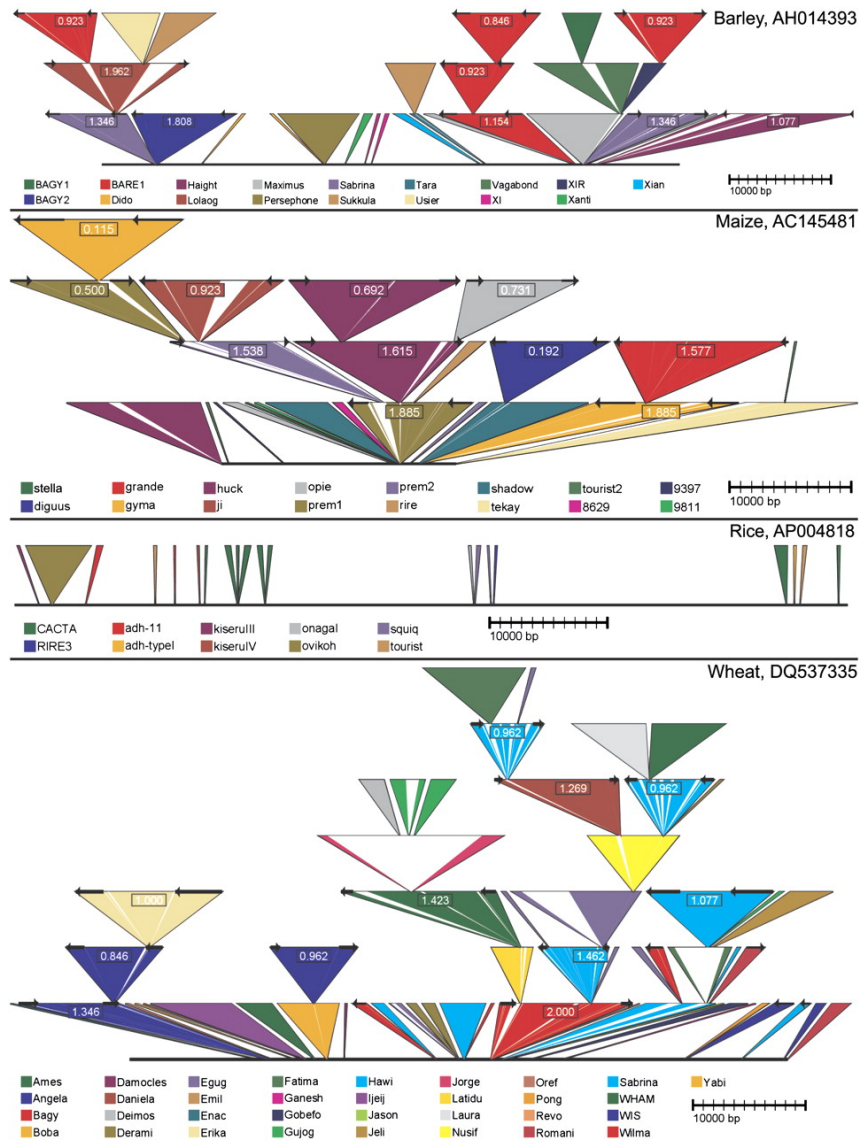 Barley, AH014393
0.923 0.846 0.923
1.962 0.923
1.346 1.808 1.154 1.346 1.077
BAGY1 BARE1 Haight Maximus Sabrina Tara Vagabond XIR Xian
BAGY2 Dido Lolaog Persephone Sukkula Usier XI Xanti
10000 bp
Maize, AC145481
0.115
0.500 0.923 0.692 0.731
1.538 1.615 0.192 1.577
1.885 1.885
stella grande huck opie prem2 shadow tourist2 9397
diguus gyma ji prem1 rire tekay 8629 9811
10000 bp
Rice, AP004818
CACTA adh-11 kiseruIII onagal squiq
RIRE3 adh-typeI kiseruIV ovikoh tourist
10000 bp
Wheat, DQ537335
0.962
1.269 0.962
1.000 1.423 1.077
0.846 0.962 1.462
1.346 2.000
Ames Damocles Egug Fatima Hawi Jorge Oref Sabrina Yabi
Angela Daniela Emil Ganesh Ijeij Latidu Pong WHAM
Bagy Deimos Enac Gobefo Jason Laura Revo WIS
Boba Derami Erika Gujog Jeli Nusif Romani Wilma
10000 bp